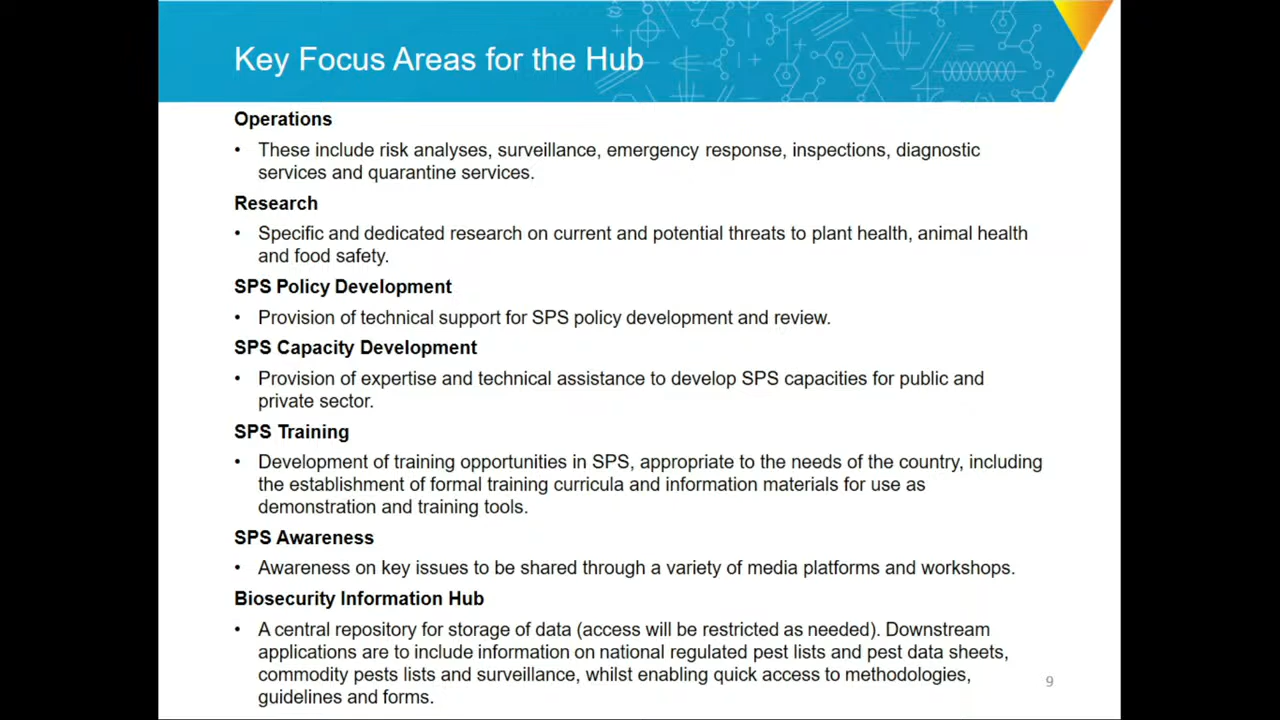 Key Focus Areas for the Hub
Operations
• These include risk analyses, surveillance, emergency response, inspections, diagnostic
services and quarantine services.
Research
• Specific and dedicated research on current and potential threats to plant health, animal health
and food safety.
SPS Policy Development
• Provision of technical support for SPS policy development and review.
SPS Capacity Development
• Provision of expertise and technical assistance to develop SPS capacities for public and
private sector.
SPS Training
• Development of training opportunities in SPS, appropriate to the needs of the country, including
the establishment of formal training curricula and information materials for use as
demonstration and training tools.
SPS Awareness
• Awareness on key issues to be shared through a variety of media platforms and workshops.
Biosecurity Information Hub
• A central repository for storage of data (access will be restricted as needed). Downstream
applications are to include information on national regulated pest lists and pest data sheets,
commodity pests lists and surveillance, whilst enabling quick access to methodologies,
guidelines and forms.
9